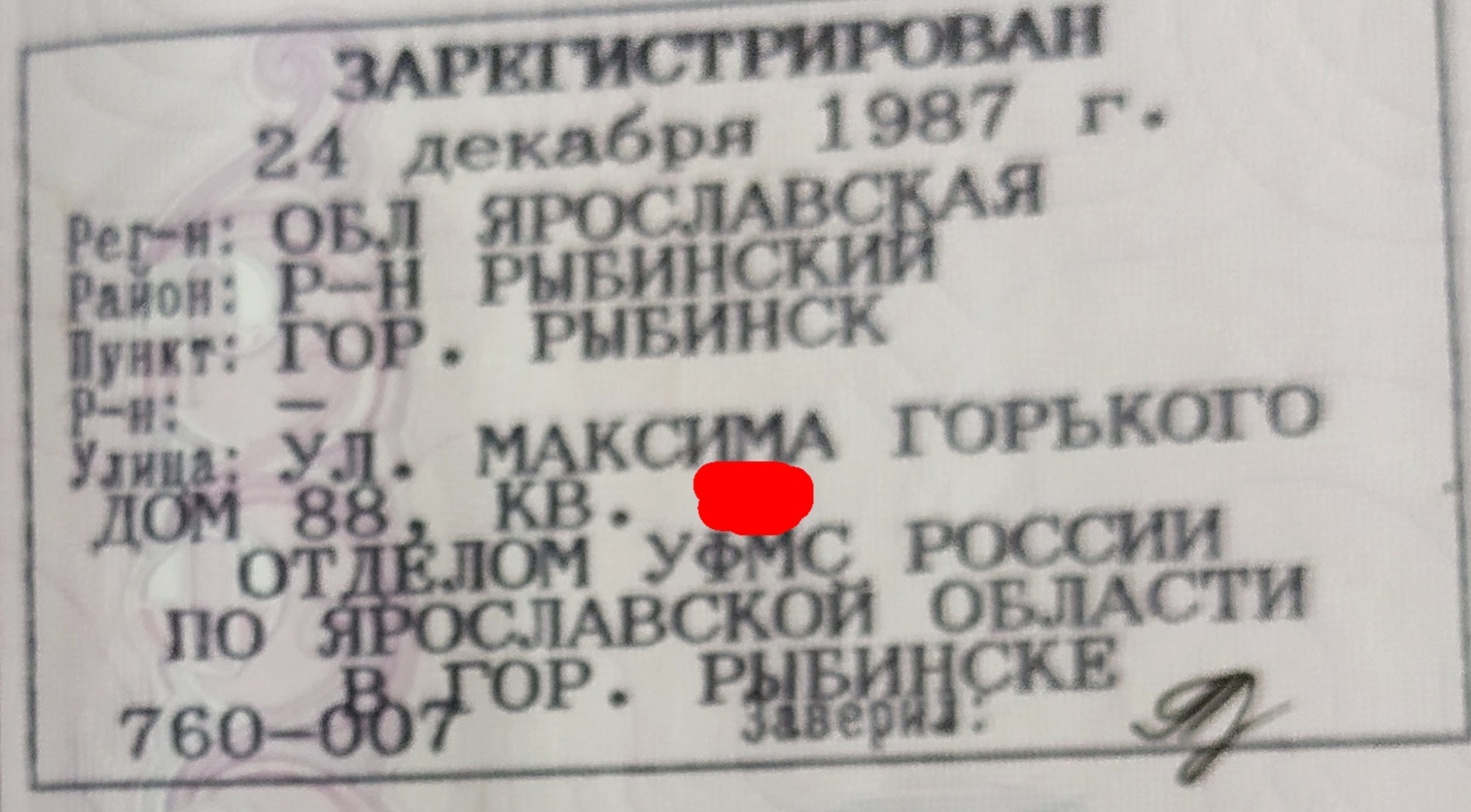 ЗАРЕГИСТРИРОВАН
24 декабря 1987 г.
Рег-н: ОБЛ ЯРОСЛАВСКАЯ
Район: Р-Н РЫБИНСКИЙ
Пункт: ГОР. РЫБИНСК
Р-н: –
Улица: УЛ. МАКСИМА ГОРЬКОГО
ДОМ 88, КВ.
ОТДЕЛОМ УФМС РОССИИ
ПО ЯРОСЛАВСКОЙ ОБЛАСТИ
В ГОР. РЫБИНСКЕ
760-007 Заверил: